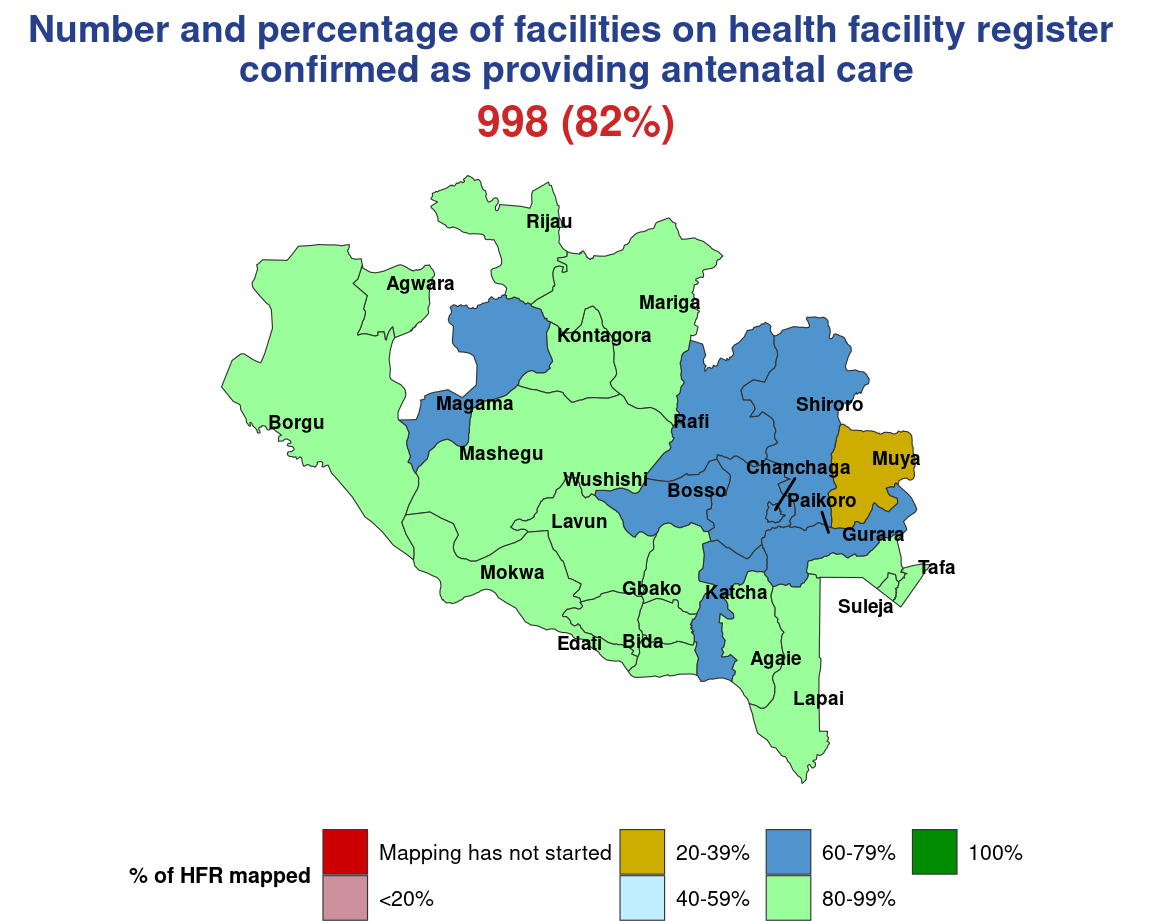 Number and percentage of facilities on health facility register
confirmed as providing antenatal care
998 (82%)
Rijau
Agwara
Mariga
Kontagora
Magama
Shiroro
Borgu
Rafi
Mashegu
Muya
Chanchaga
Wushishi
Bosso
Paikoro
Lavun
Gurara
Mokwa
Tafa
Gbako
Katcha
Suleja
Edati
Bida
Agaie
Lapai
% of HFR mapped
Mapping has not started
<20%
20-39%
40-59%
60-79%
80-99%
100%